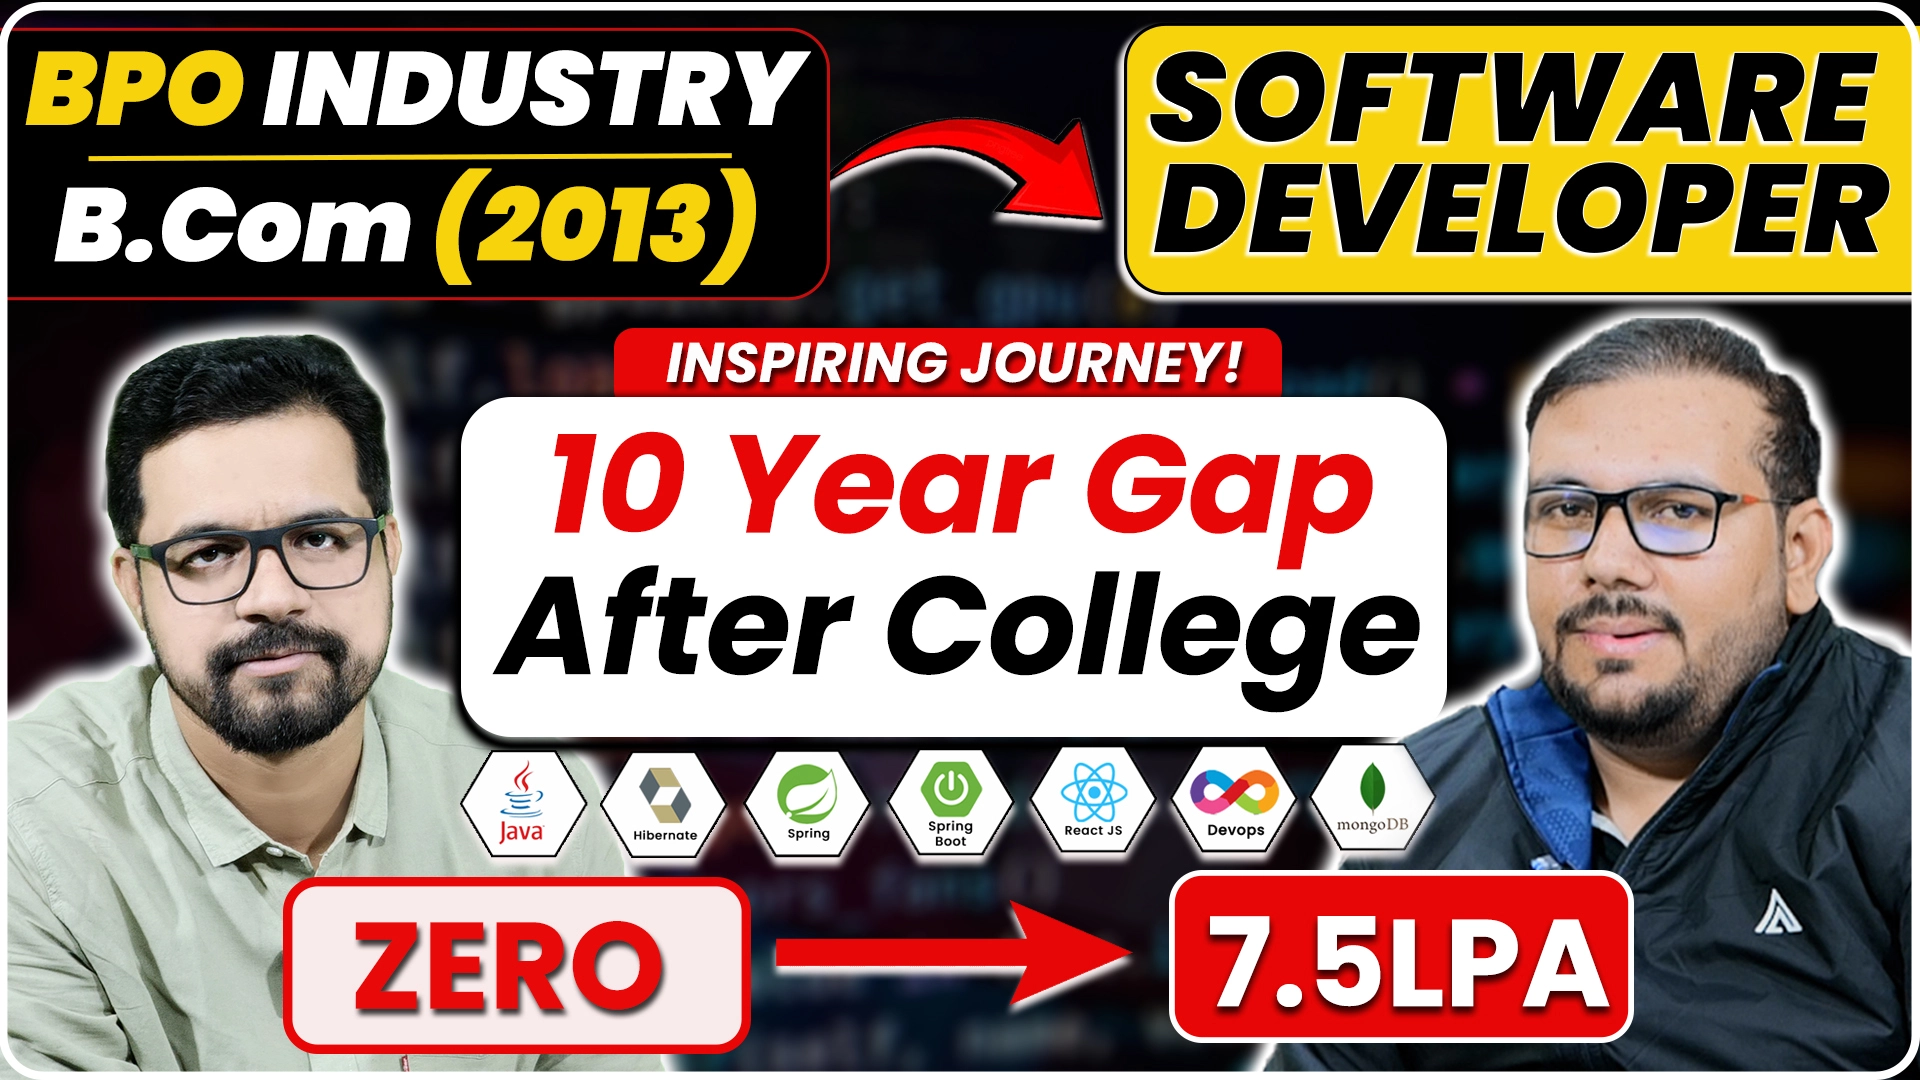 BPO INDUSTRY
B.Com (2013)
SOFTWARE
DEVELOPER
INSPIRING JOURNEY!
10 Year Gap
After College
Java
Hibernate
Spring
Spring
Boot
React JS
Devops
mongoDB
ZERO
7.5LPA